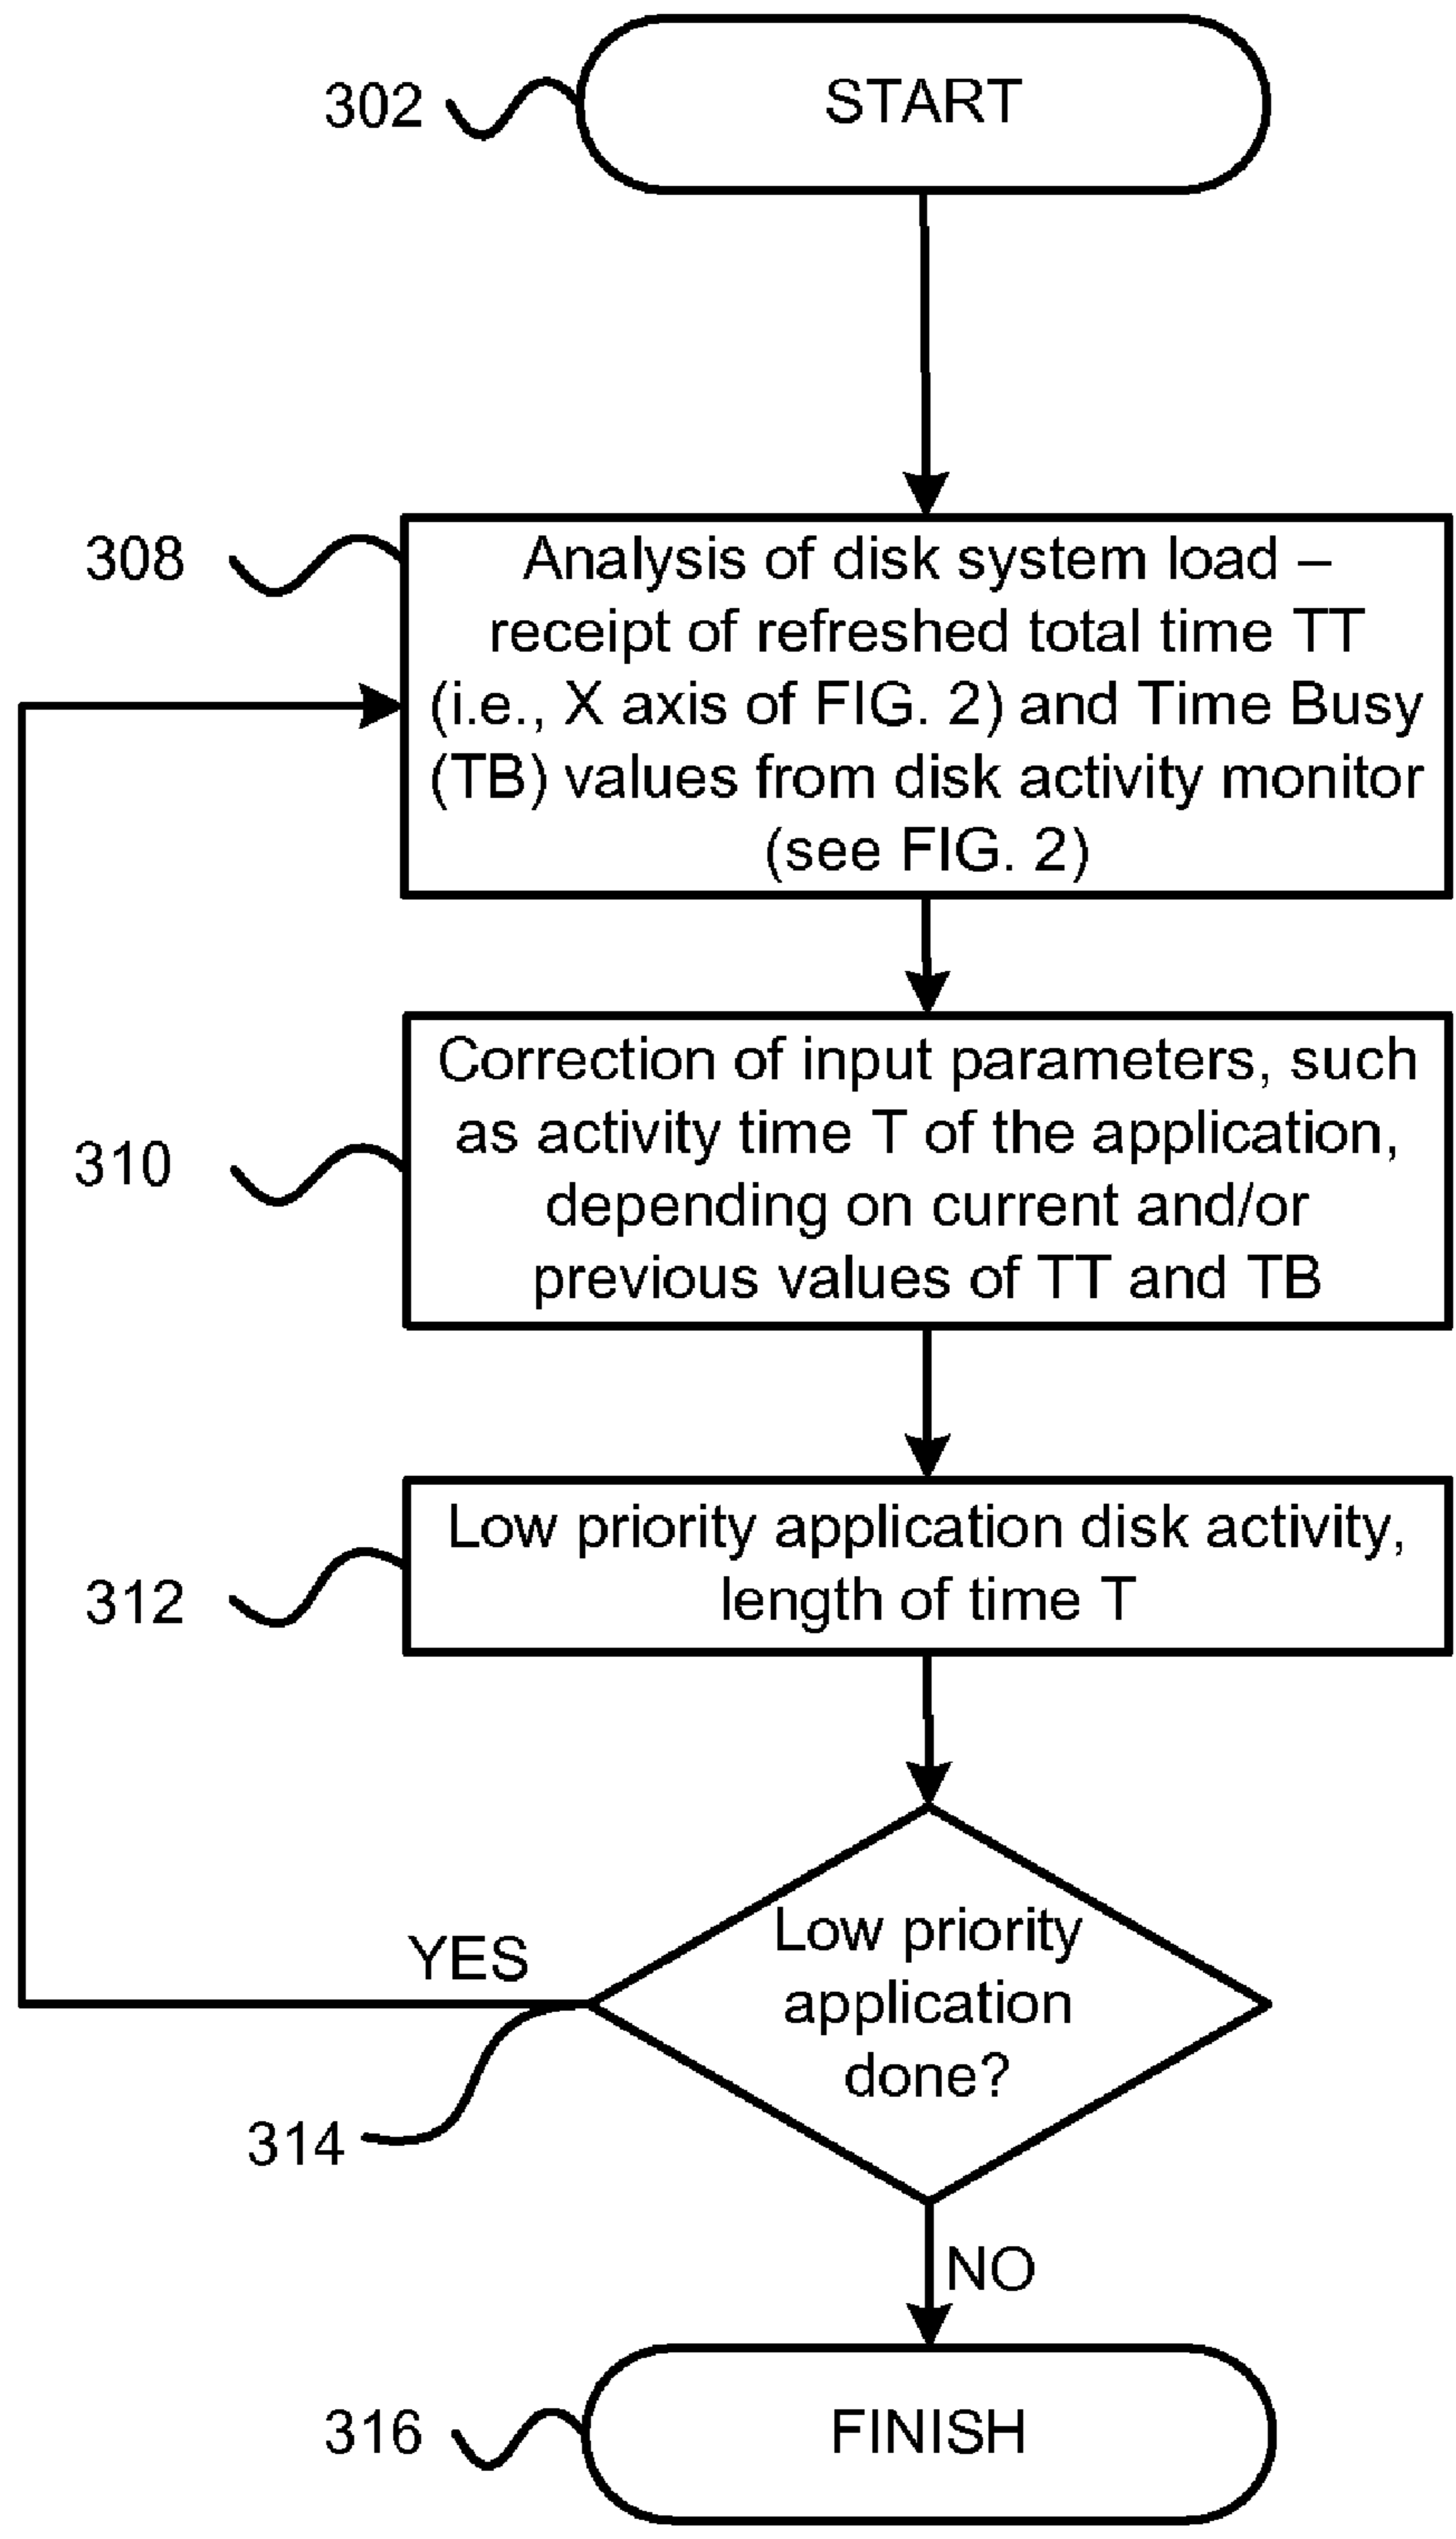 302
START
308
Analysis of disk system load –
receipt of refreshed total time TT
(i.e., X axis of FIG. 2) and Time Busy
(TB) values from disk activity monitor
(see FIG. 2)
310
Correction of input parameters, such
as activity time T of the application,
depending on current and/or
previous values of TT and TB
312
Low priority application disk activity,
length of time T
YES
Low priority
application
done?
314
NO
316
FINISH